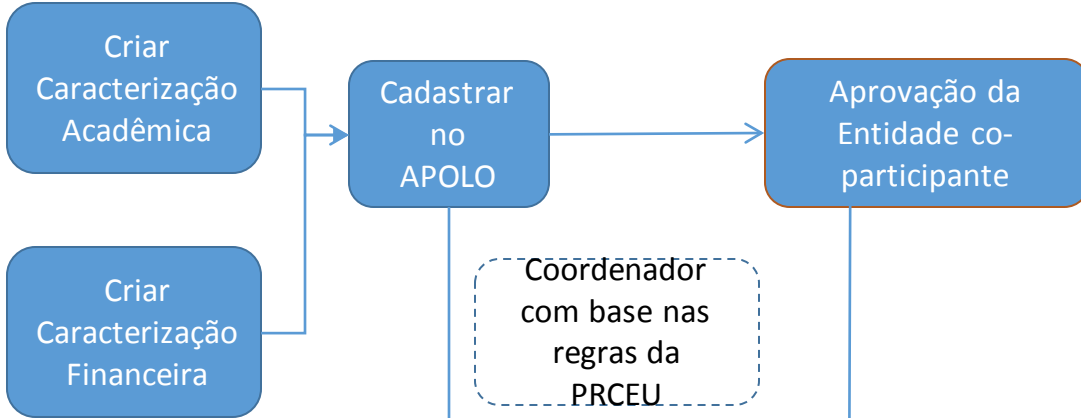 Criar
Caracterização
Acadêmica
Cadastrar
no
APOLO
Aprovação da
Entidade co-
participante
Criar
Caracterização
Financeira
Coordenador
com base nas
regras da
PRCEU